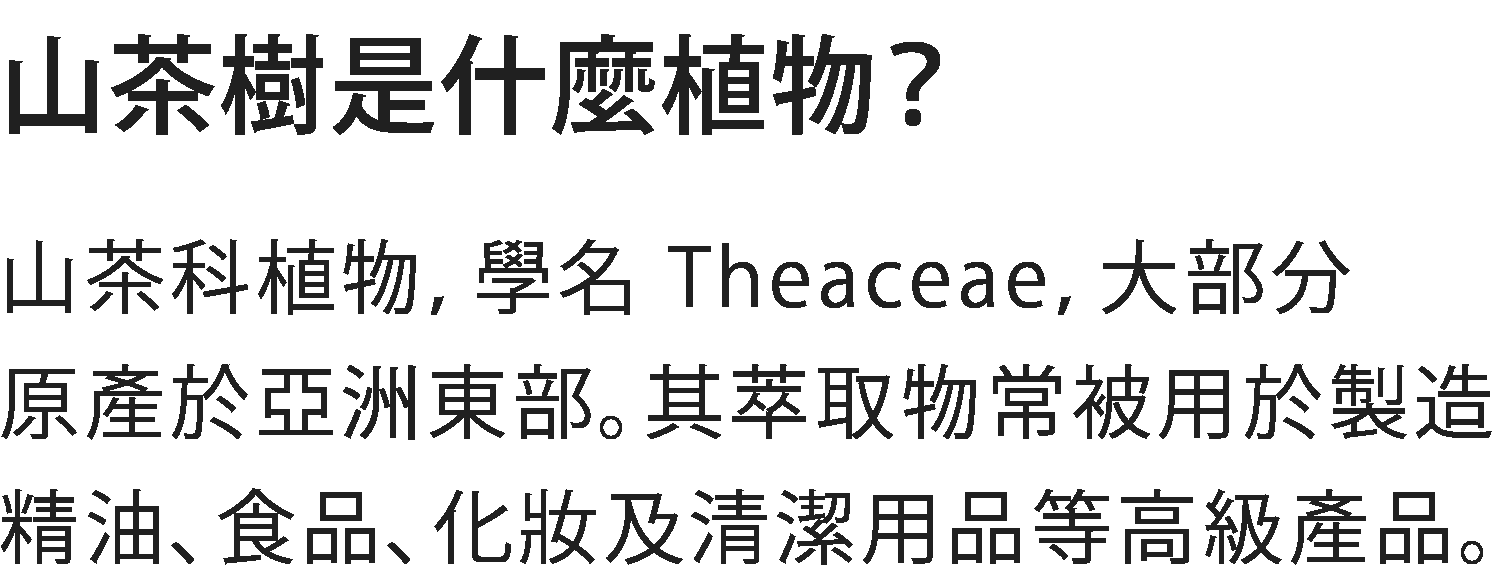 山茶樹是什麼植物？
山茶科植物, 學名 Theaceae, 大部分
原產於亞洲東部。其萃取物常被用於製造
精油、食品、化妝及清潔用品等高級產品。